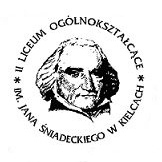 * II LICEUM OGÓLNOKSZTAŁCĄCE *
IM. JANA ŚNIADECKIEGO W KIELCACH